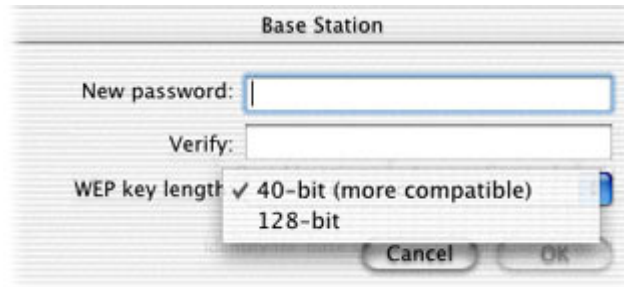 Base Station
New password:
Verify:
WEP key length
✓ 40-bit (more compatible)
128-bit
Cancel
OK